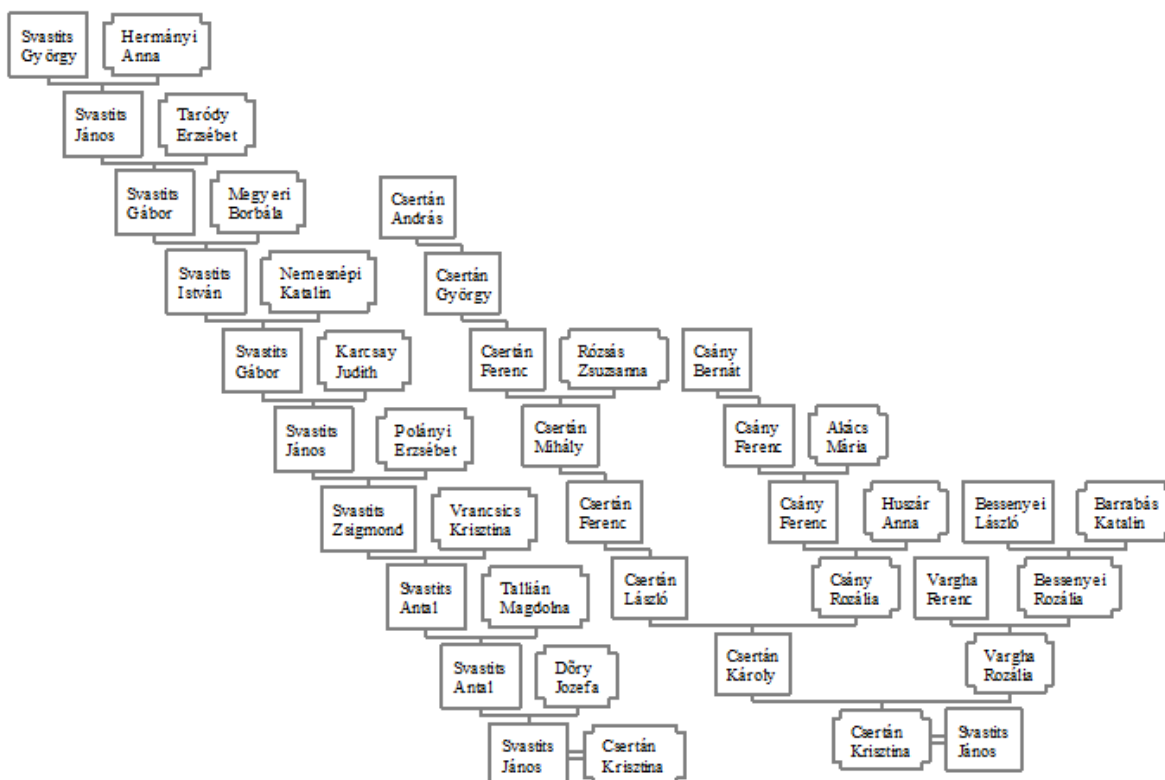 Svastits
György
Hermányi
Anna
Svastits
János
Taródy
Erzsébet
Svastits
Gábor
Megyeri
Borbála
Csertán
András
Svastits
István
Nemesnépi
Katalin
Csertán
György
Svastits
Gábor
Karcsay
Judith
Csertán
Ferenc
Rózsás
Zsuzsanna
Csány
Bernát
Svastits
János
Polányi
Erzsébet
Csertán
Mihály
Csány
Ferenc
Akács
Mária
Svastits
Zsigmond
Vrancsics
Krisztina
Csertán
Ferenc
Csány
Ferenc
Huszár
Anna
Bessenyei
László
Barrabás
Katalin
Svastits
Antal
Tallián
Magdolna
Csertán
László
Csány
Rozália
Vargha
Ferenc
Bessenyei
Rozália
Svastits
Antal
Dõry
Jozefa
Csertán
Károly
Vargha
Rozália
Svastits
János
Csertán
Krisztina
Csertán
Krisztina
Svastits
János